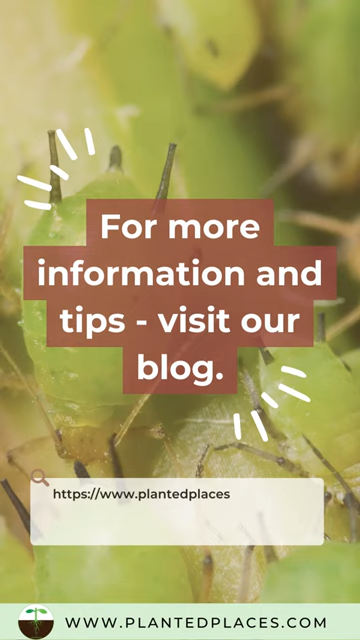 For more
information and
tips - visit our
blog.
https://www.plantedplaces
WWW.PLANTEDPLACES.COM